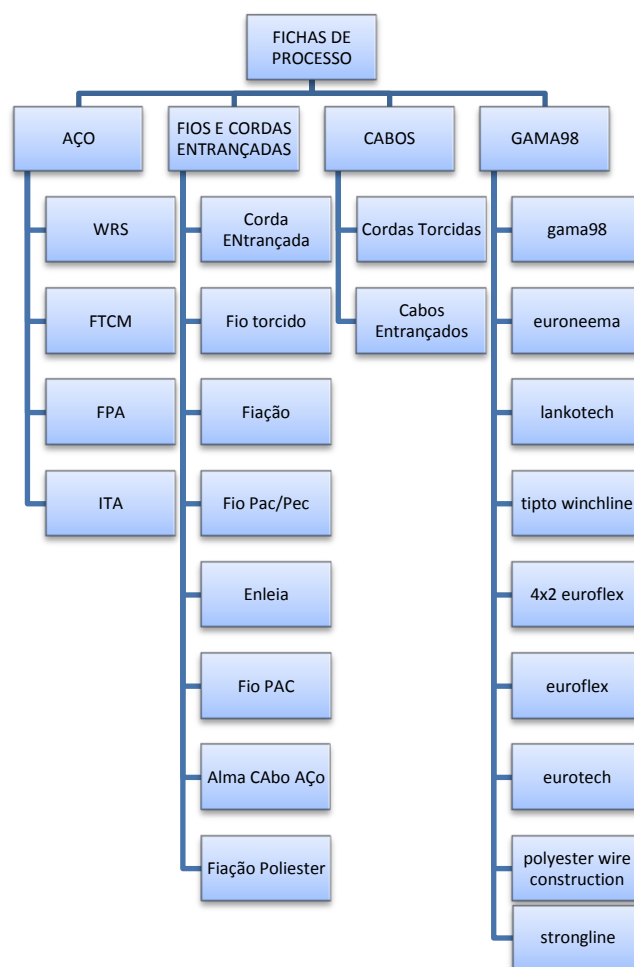 FICHAS DE
PROCESSO
AÇO
FIOS E CORDAS
ENTRANÇADAS
CABOS
GAMA98
WRS
FTCM
FPA
ITA
Corda
ENtrançada
Fio torcido
Fiação
Fio Pac/Pec
Enleia
Fio PAC
Alma CAbo AÇo
Fiação Poliester
Cordas Torcidas
Cabos
Entrançados
gama98
euroneema
lankotech
tipto winchline
4x2 euroflex
euroflex
eurotech
polyester wire
construction
strongline